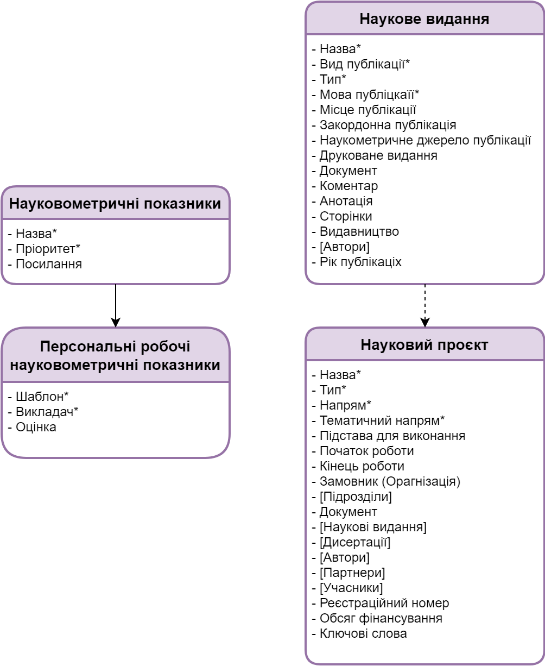 Наукове видання
- Назва*
- Вид публікації*
- Тип*
- Мова публіцкаїї*
- Місце публікації
- Закордонна публікація
- Наукометричне джерело публікації
- Друковане видання
- Документ
- Коментар
- Анотація
- Сторінки
- Видавництво
- [Автори]
- Рік публікаціх
Науковометричні показники
- Назва*
- Пріоритет*
- Посилання
Персональні робочі
науковометричні показники
- Шаблон*
- Викладач*
- Оцінка
Науковий проєкт
- Назва*
- Тип*
- Напрям*
- Тематичний напрям*
- Підстава для виконання
- Початок роботи
- Кінець роботи
- Замовник (Орагнізація)
- [Підрозділи]
- Документ
- [Наукові видання]
- [Дисертації]
- [Автори]
- [Партнери]
- [Учасники]
- Реєстраційний номер
- Обсяг фінансування
- Ключові слова